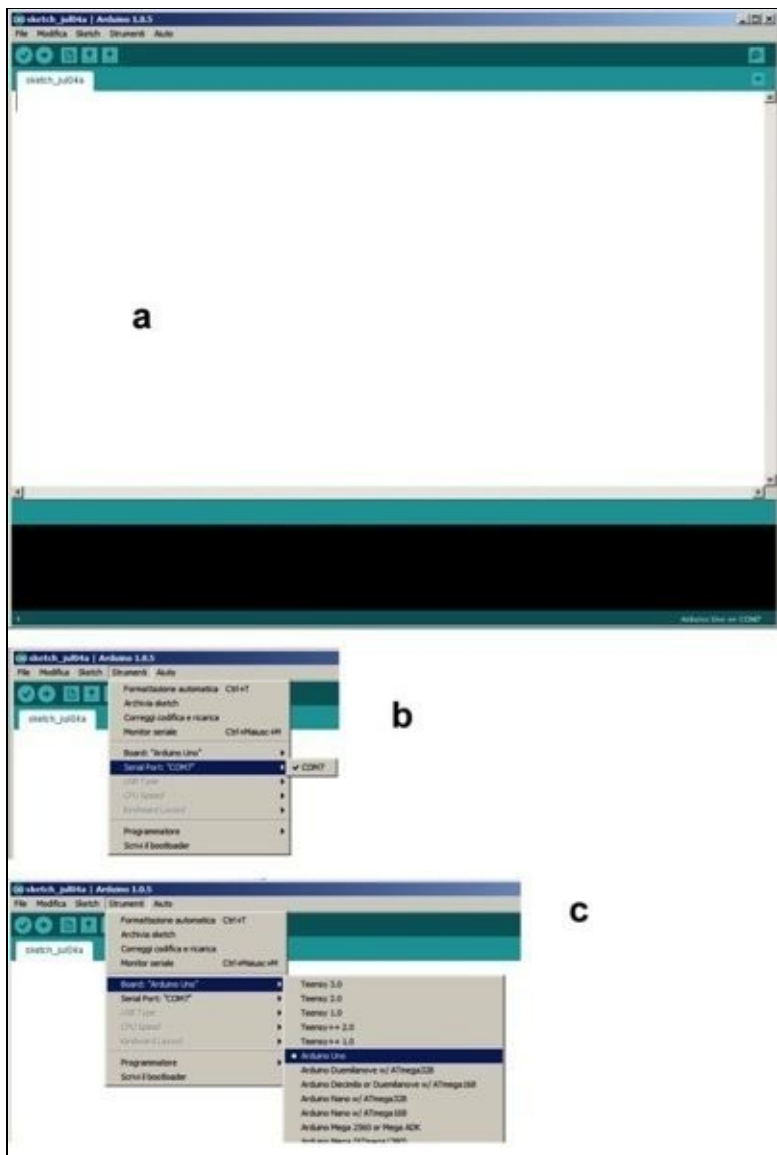 sketch_jul04a | Arduino 1.0.5
File Modifica Sketch Strumenti Aiuto
sketch_jul04a
a
1
Arduino Uno on COM7
sketch_jul04a | Arduino 1.0.5
File Modifica Sketch Strumenti Aiuto
sketch_jul04a
Formattazione automatica Ctrl+T
Archivia sketch
Correggi codifica e ricarica
Monitor seriale Ctrl+Maiusc+M
Board: "Arduino Uno"
Serial Port: "COM7"
COM7
USB Type
CPU Speed
Keyboard Layout
Programmatore
Scrivi il bootloader
b
sketch_jul04a | Arduino 1.0.5
File Modifica Sketch Strumenti Aiuto
sketch_jul04a
Formattazione automatica Ctrl+T
Archivia sketch
Correggi codifica e ricarica
Monitor seriale Ctrl+Maiusc+M
Board: "Arduino Uno"
Serial Port: "COM7"
USB Type
CPU Speed
Keyboard Layout
Programmatore
Scrivi il bootloader
Teensy 3.0
Teensy 2.0
Teensy 1.0
Teensy++ 2.0
Teensy++ 1.0
Arduino Uno
Arduino Duemilanove w/ ATmega328
Arduino Diecimila or Duemilanove w/ ATmega168
Arduino Nano w/ ATmega328
Arduino Nano w/ ATmega168
Arduino Mega 2560 or Mega ADK
Arduino Mega
c